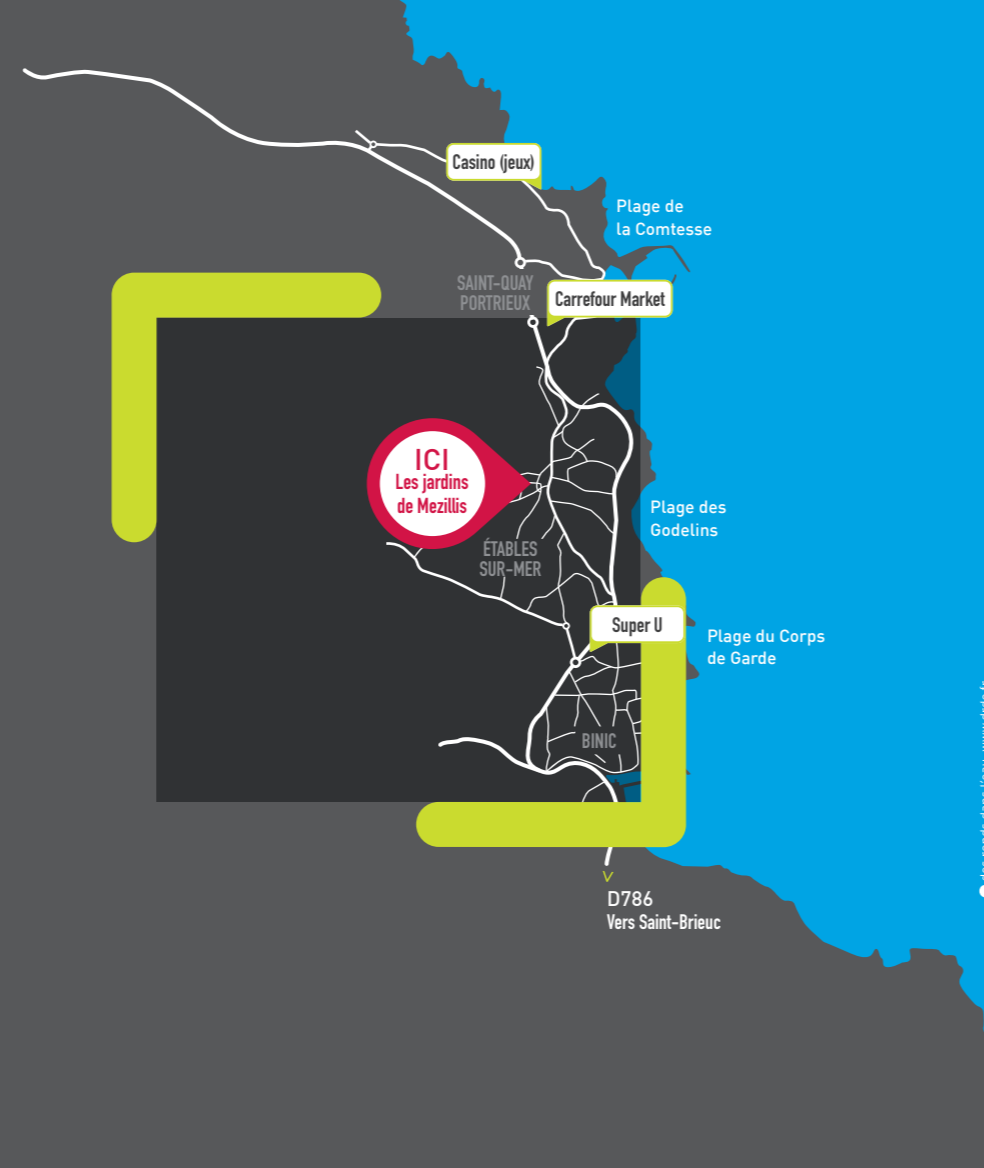 Casino (jeux)
Plage de
la Comtesse
SAINT-QUAY
PORTRIEUX
Carrefour Market
ICI
Les jardins
de Mezillis
Plage des
Godelins
ÉTABLES
SUR-MER
Super U
Plage du Corps
de Garde
BINIC
D786
Vers Saint-Brieuc